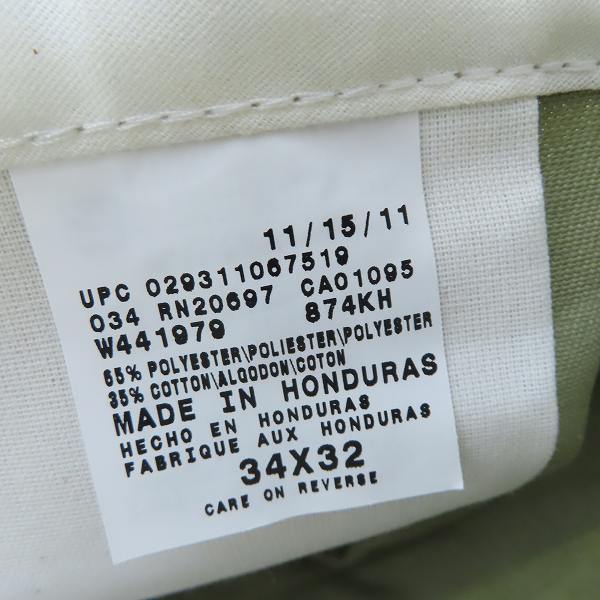 11/15/11
UPC 029311067519
034 RN20697 CA01095
W441979 874KH
65% POLYESTER\POLIESTER/POLYESTER
35% COTTON\ALGODON\COTON
MADE IN HONDURAS
HECHO EN HONDURAS
FABRIQUE AUX HONDURAS
34X32
CARE ON REVERSE